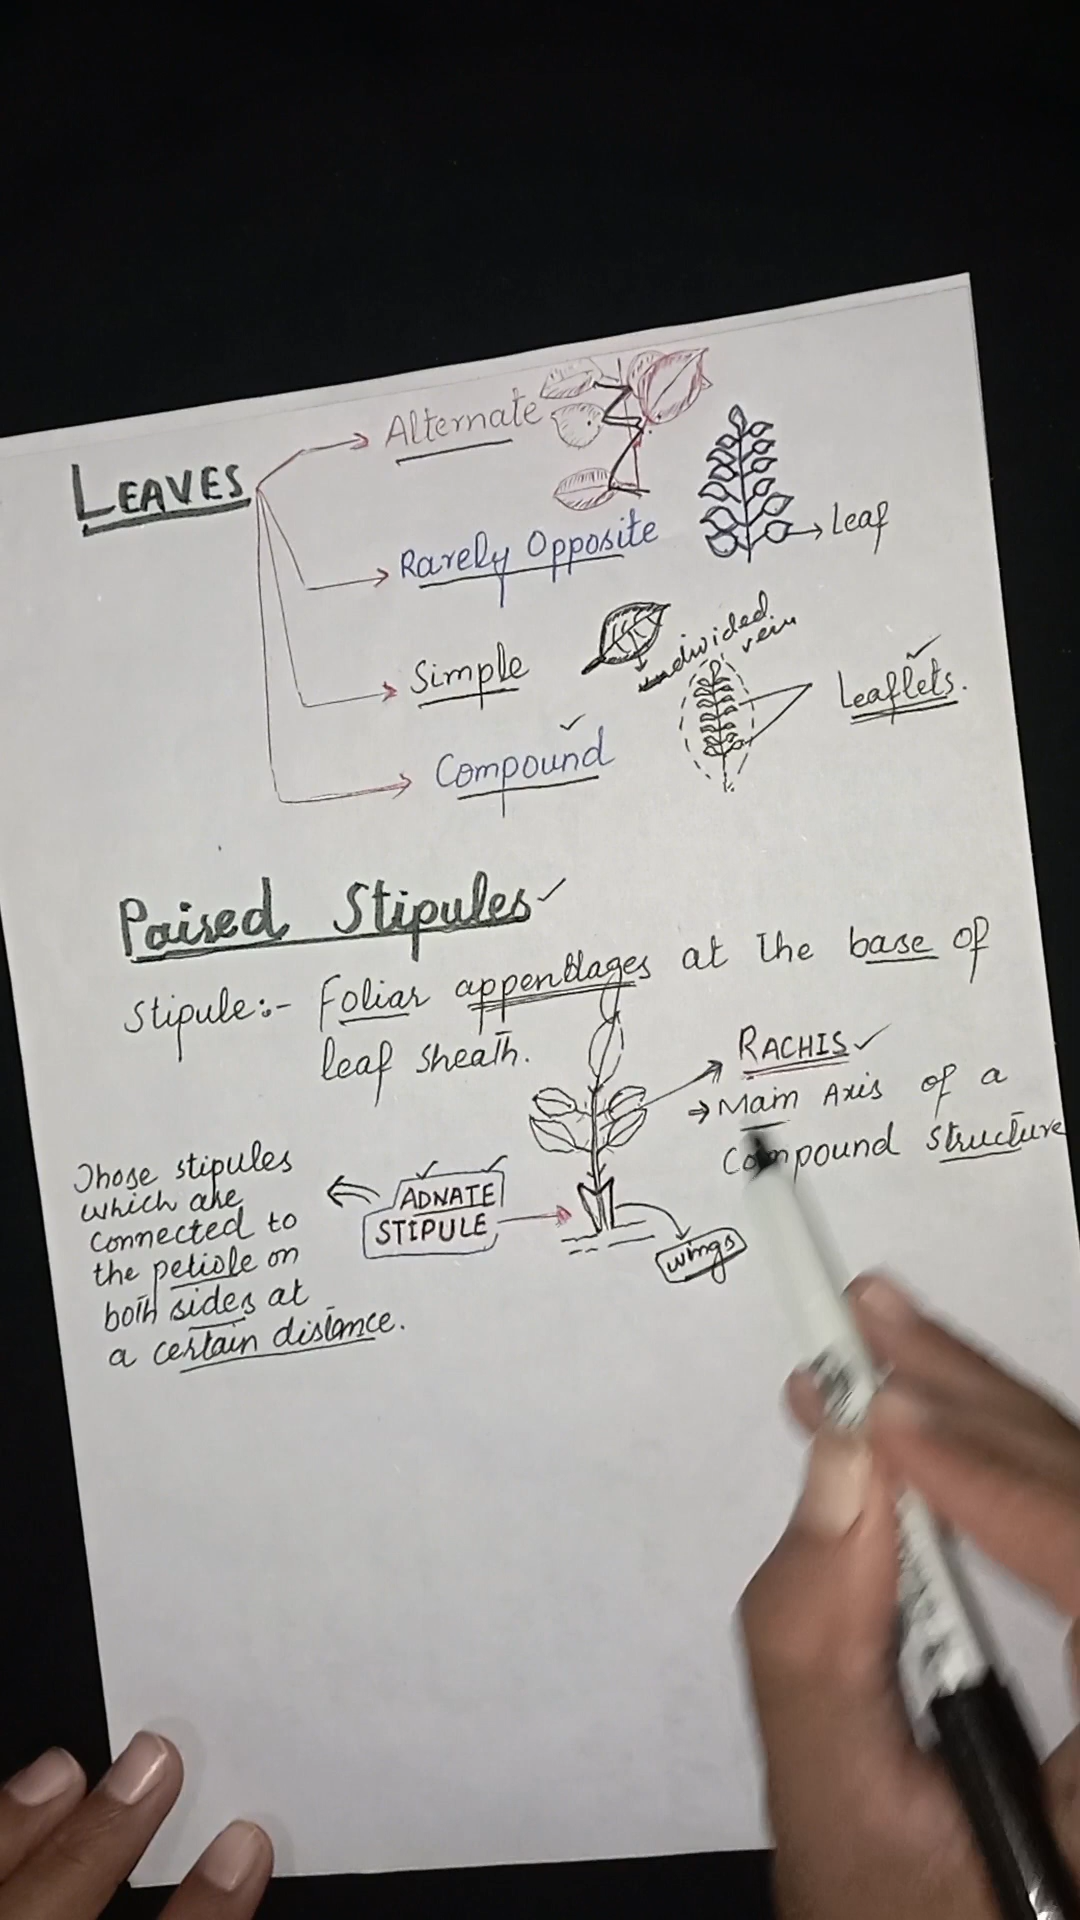 LEAVES
Alternate
Rarely Opposite
Leaf
Simple
undivided
vein
Compound
Leaflets.
Paired Stipules
Stipule:- Foliar appendages at the base of
leaf sheath.
RACHIS
→ Main Axis of a
Compound structure
ADNATE
STIPULE
wings
Those stipules
which are
connected to
the petiole on
both sides at
a certain distance.